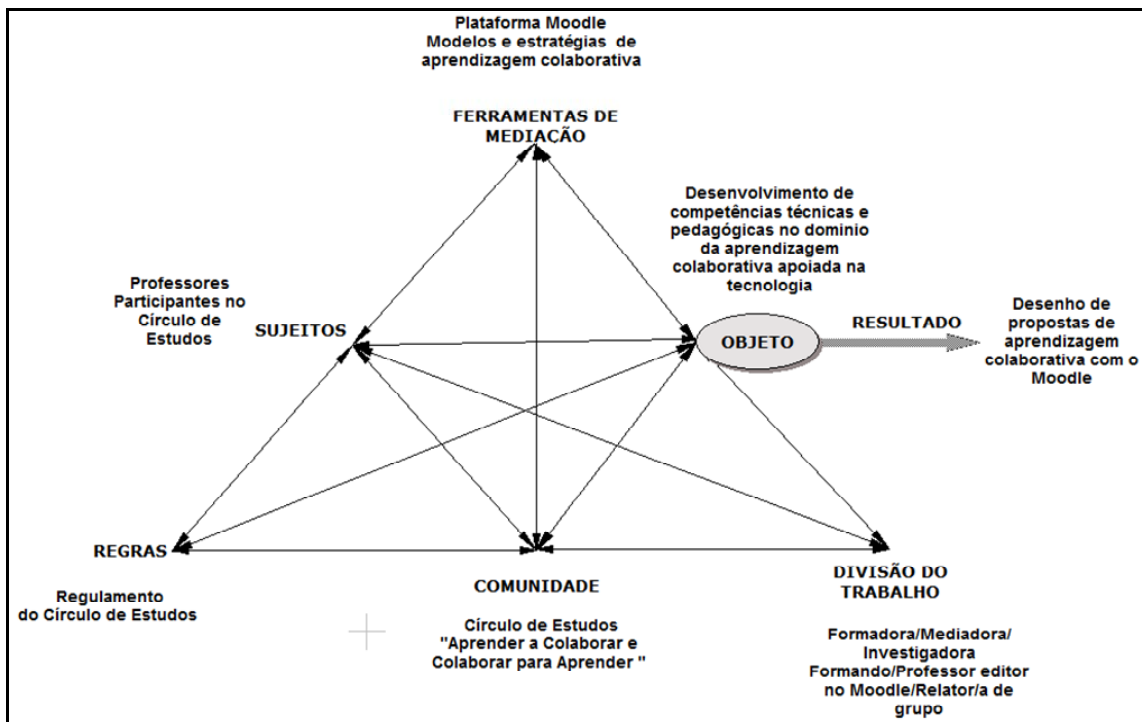 Plataforma Moodle
Modelos e estratégias de
aprendizagem colaborativa
FERRAMENTAS DE
MEDIAÇÃO
Desenvolvimento de
competências técnicas e
pedagógicas no dominio
da aprendizagem
colaborativa apoiada na
tecnologia
Professores
Participantes no
Círculo de
Estudos
SUJEITOS
OBJETO
RESULTADO
Desenho de
propostas de
aprendizagem
colaborativa com o
Moodle
REGRAS
Regulamento
do Círculo de Estudos
COMUNIDADE
Círculo de Estudos
"Aprender a Colaborar e
Colaborar para Aprender "
DIVISÃO DO
TRABALHO
Formadora/Mediadora/
Investigadora
Formando/Professor editor
no Moodle/Relator/a de
grupo